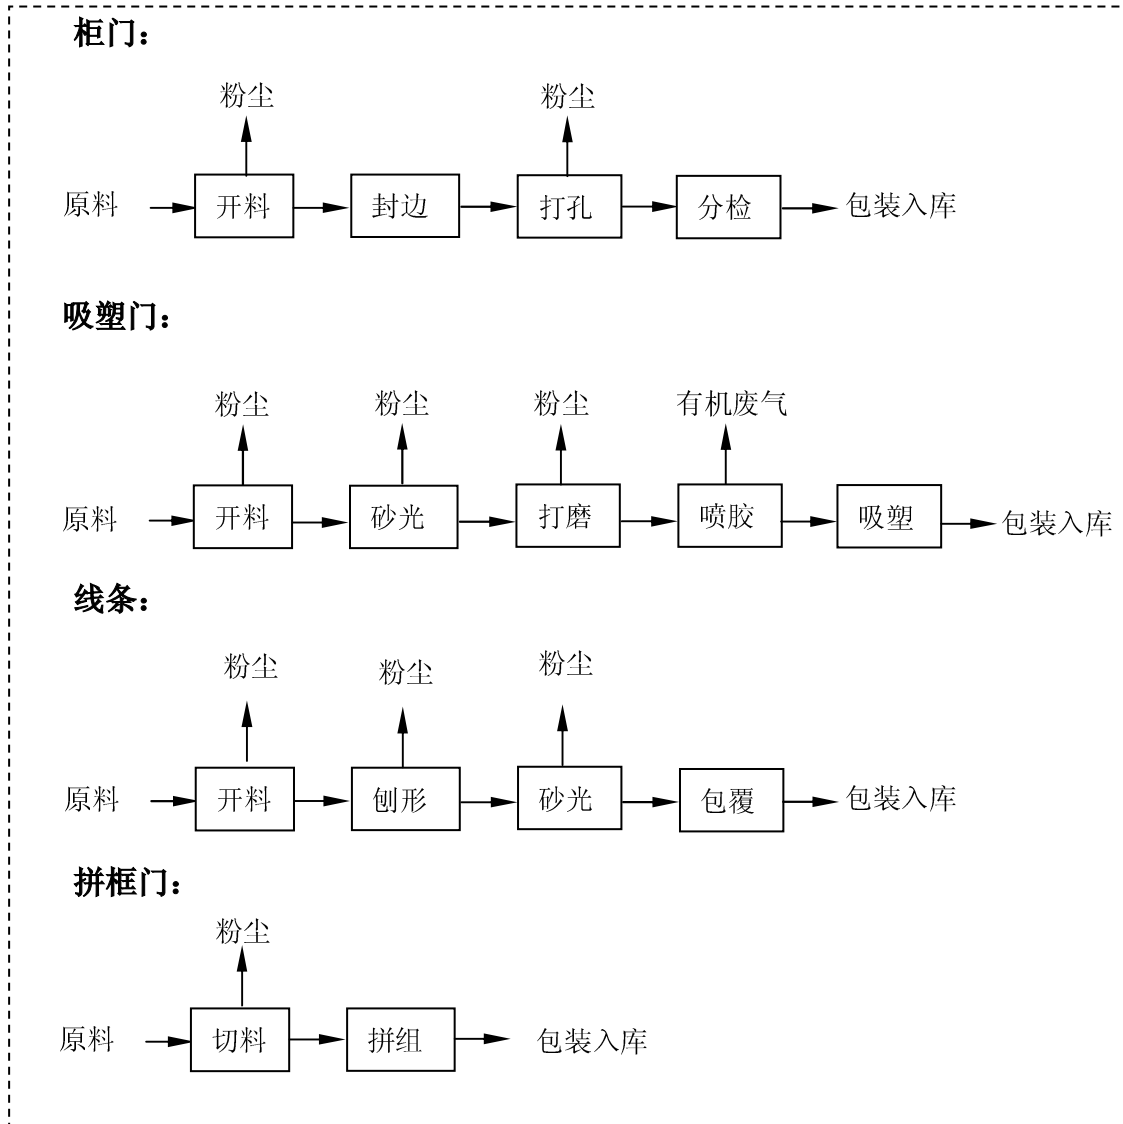 柜门：
粉尘 粉尘
原料 开料 封边 打孔 分检 包装入库
吸塑门：
粉尘 粉尘 粉尘 有机废气
原料 开料 砂光 打磨 喷胶 吸塑 包装入库
线条：
粉尘 粉尘 粉尘
原料 开料 刨形 砂光 包覆 包装入库
拼框门：
粉尘
原料 切料 拼组 包装入库